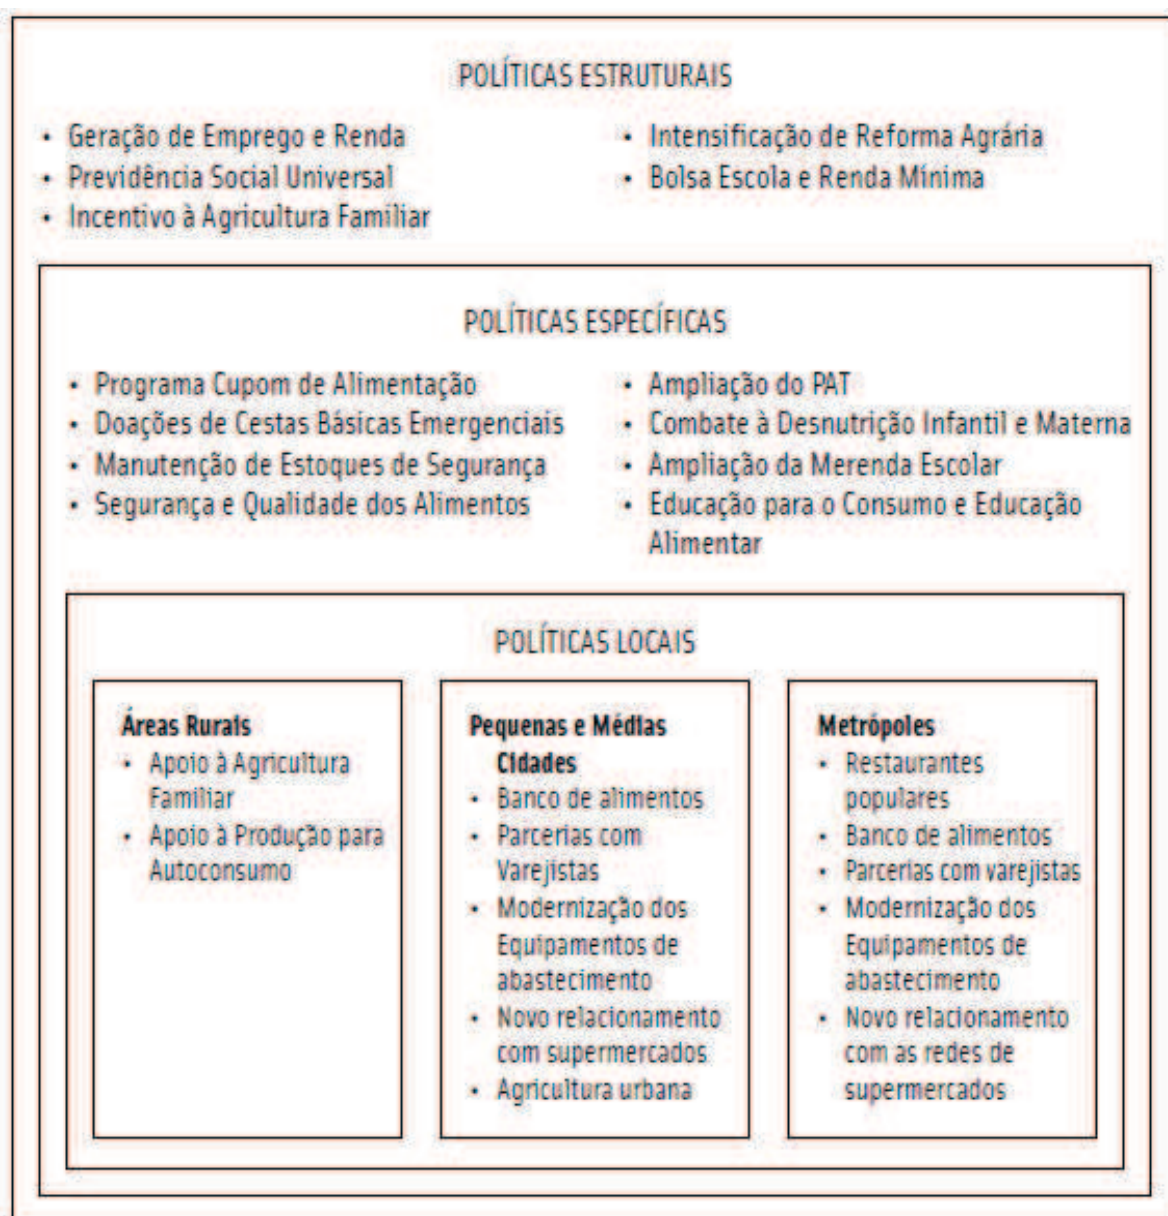 POLÍTICAS ESTRUTURAIS
• Geração de Emprego e Renda
• Previdência Social Universal
• Incentivo à Agricultura Familiar
• Intensificação de Reforma Agrária
• Bolsa Escola e Renda Mínima
POLÍTICAS ESPECÍFICAS
• Programa Cupom de Alimentação
• Doações de Cestas Básicas Emergenciais
• Manutenção de Estoques de Segurança
• Segurança e Qualidade dos Alimentos
• Ampliação do PAT
• Combate à Desnutrição Infantil e Materna
• Ampliação da Merenda Escolar
• Educação para o Consumo e Educação
Alimentar
POLÍTICAS LOCAIS
Áreas Rurais
• Apoio à Agricultura
Familiar
• Apoio à Produção para
Autoconsumo
Pequenas e Médias
Cidades
• Banco de alimentos
• Parcerias com
Varejistas
• Modernização dos
Equipamentos de
abastecimento
• Novo relacionamento
com supermercados
• Agricultura urbana
Metrópoles
• Restaurantes
populares
• Banco de alimentos
• Parcerias com varejistas
• Modernização dos
Equipamentos de
abastecimento
• Novo relacionamento
com as redes de
supermercados